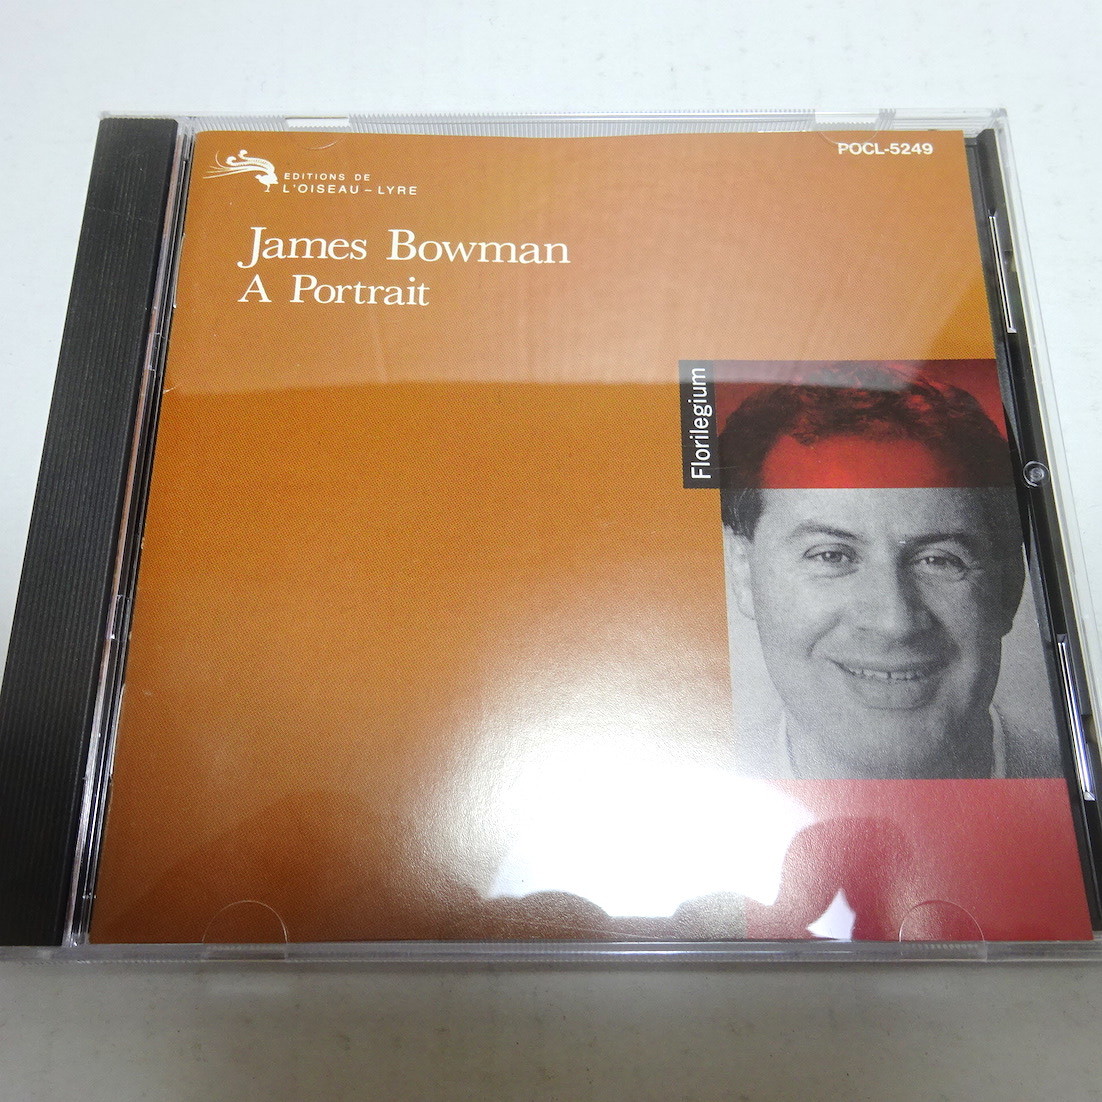 POCL-5249
EDITIONS DE
L'OISEAU-LYRE
James Bowman
A Portrait
Florilegium